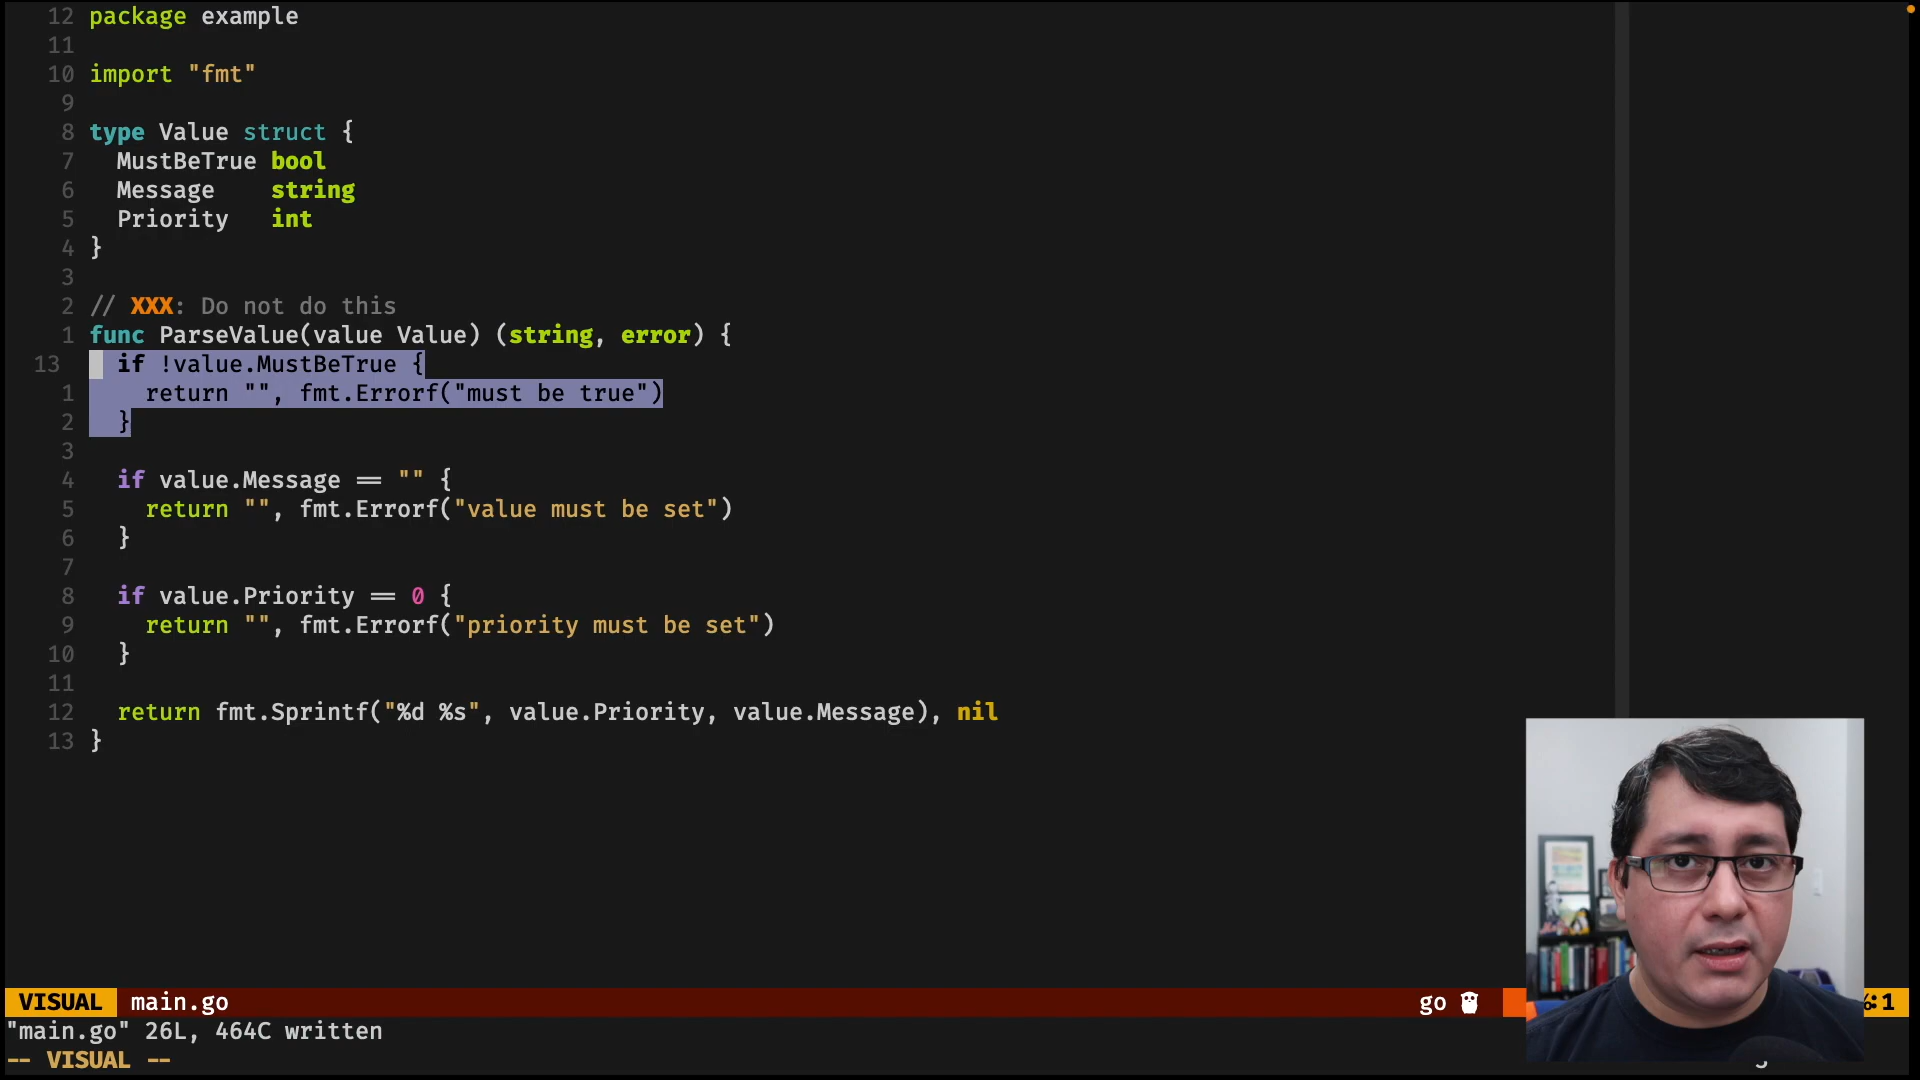 12 package example
11
10 import "fmt"
9
8 type Value struct {
7 MustBeTrue bool
6 Message string
5 Priority int
4 }
3
2 // XXX: Do not do this
1 func ParseValue(value Value) (string, error) {
13 if !value.MustBeTrue {
1 return "", fmt.Errorf("must be true")
2 }
3
4 if value.Message == "" {
5 return "", fmt.Errorf("value must be set")
6 }
7
8 if value.Priority == 0 {
9 return "", fmt.Errorf("priority must be set")
10 }
11
12 return fmt.Sprintf("%d %s", value.Priority, value.Message), nil
13 }
VISUAL main.go go :1
"main.go" 26L, 464C written
-- VISUAL --